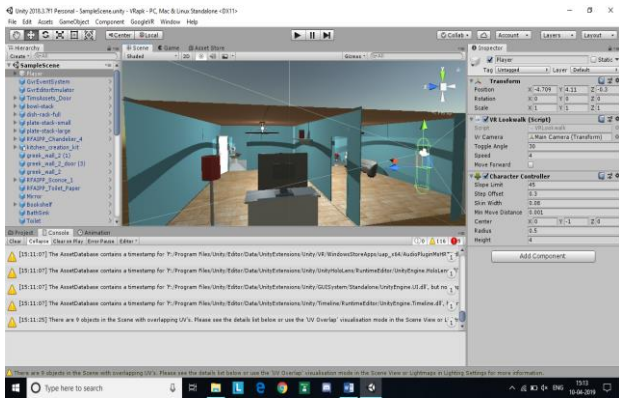 Unity 2018.3.7f1 Personal - SampleScene.unity - VRapk - PC, Mac & Linux Standalone <DX11>
File Edit Assets GameObject Component GoogleVR Window Help
Center Local Collab Account Layers Layout
Hierarchy
Create
SampleScene
Player
GvrEventSystem
GvrEditorEmulator
TimAssets_Door
bowl-stack
dish-rack-full
plate-stack-small
plate-stack-large
RFAIPP_Chandelier_4
kitchen_creation_kit
greek_wall_2 (1)
greek_wall_2_door (3)
greek_wall_2
RFAIPP_Sconce_1
RFAIPP_Toilet_Paper
Mirror
Bookshelf
BathSink
Toilet
Scene Game Asset Store
Shaded 2D Gizmos
Inspector
Player Static
Tag Untagged Layer Default
Transform
Position X -4.709 Y 4.11 Z -0.3
Rotation X 0 Y 0 Z 0
Scale X 1 Y 1 Z 1
VR Lookwalk (Script)
Script VRLookwalk
Vr Camera Main Camera (Transform)
Toggle Angle 30
Speed 4
Move Forward
Character Controller
Slope Limit 45
Step Offset 0.3
Skin Width 0.08
Min Move Distance 0.001
Center X 0 Y -1 Z 0
Radius 0.5
Height 4
Add Component
Project Console Animation
Clear Collapse Clear on Play Error Pause Editor
[15:11:07] The AssetDatabase contains a timestamp for 'F:/Program Files/Unity/Editor/Data/UnityExtensions/Unity/VR/WindowsStoreApps/uap_x64/AudioPluginMsHRTF
[15:11:07] The AssetDatabase contains a timestamp for 'F:/Program Files/Unity/Editor/Data/UnityExtensions/Unity/UnityHoloLens/RuntimeEditor/UnityEngine.HoloLens
[15:11:07] The AssetDatabase contains a timestamp for 'F:/Program Files/Unity/Editor/Data/UnityExtensions/Unity/GUISystem/Standalone/UnityEngine.UI.dll', but no
[15:11:07] The AssetDatabase contains a timestamp for 'F:/Program Files/Unity/Editor/Data/UnityExtensions/Unity/Timeline/RuntimeEditor/UnityEngine.Timeline.dll',
[15:11:25] There are 9 objects in the Scene with overlapping UV's. Please see the details list below or use the 'UV Overlap' visualisation mode in the Scene View or
There are 9 objects in the Scene with overlapping UV's. Please see the details list below or use the 'UV Overlap' visualisation mode in the Scene View or Lightmaps in Lighting Settings for more information.
Type here to search
ENG
15:13
10-04-2019